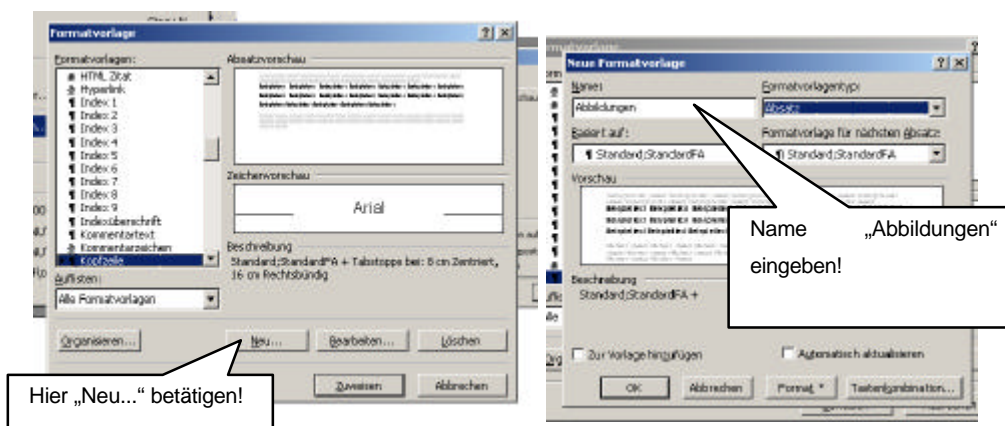 Formatvorlage
Formatvorlagen:
HTML Zitat
Hyperlink
Index 1
Index 2
Index 3
Index 4
Index 5
Index 6
Index 7
Index 8
Index 9
Indexüberschrift
Kommentartext
Kommentarzeichen
Kopfzeile
Auflisten:
Alle Formatvorlagen
Absatzvorschau
Zeichenvorschau
Arial
Beschreibung
Standard;StandardFA + Tabstopps bei: 8 cm Zentriert,
16 cm Rechtsbündig
Organisieren...
Neu...
Bearbeiten...
Löschen
Zuweisen
Abbrechen
Hier „Neu...“ betätigen!
Neue Formatvorlage
Name:
Formatvorlagentyp:
Abbildungen
Absatz
Basiert auf:
Formatvorlage für nächsten Absatz:
¶ Standard;StandardFA
¶ Standard;StandardFA
Vorschau
Beschreibung
Standard;StandardFA +
Zur Vorlage hinzufügen
Automatisch aktualisieren
OK
Abbrechen
Format
Tastenkombination...
Name „Abbildungen“
eingeben!